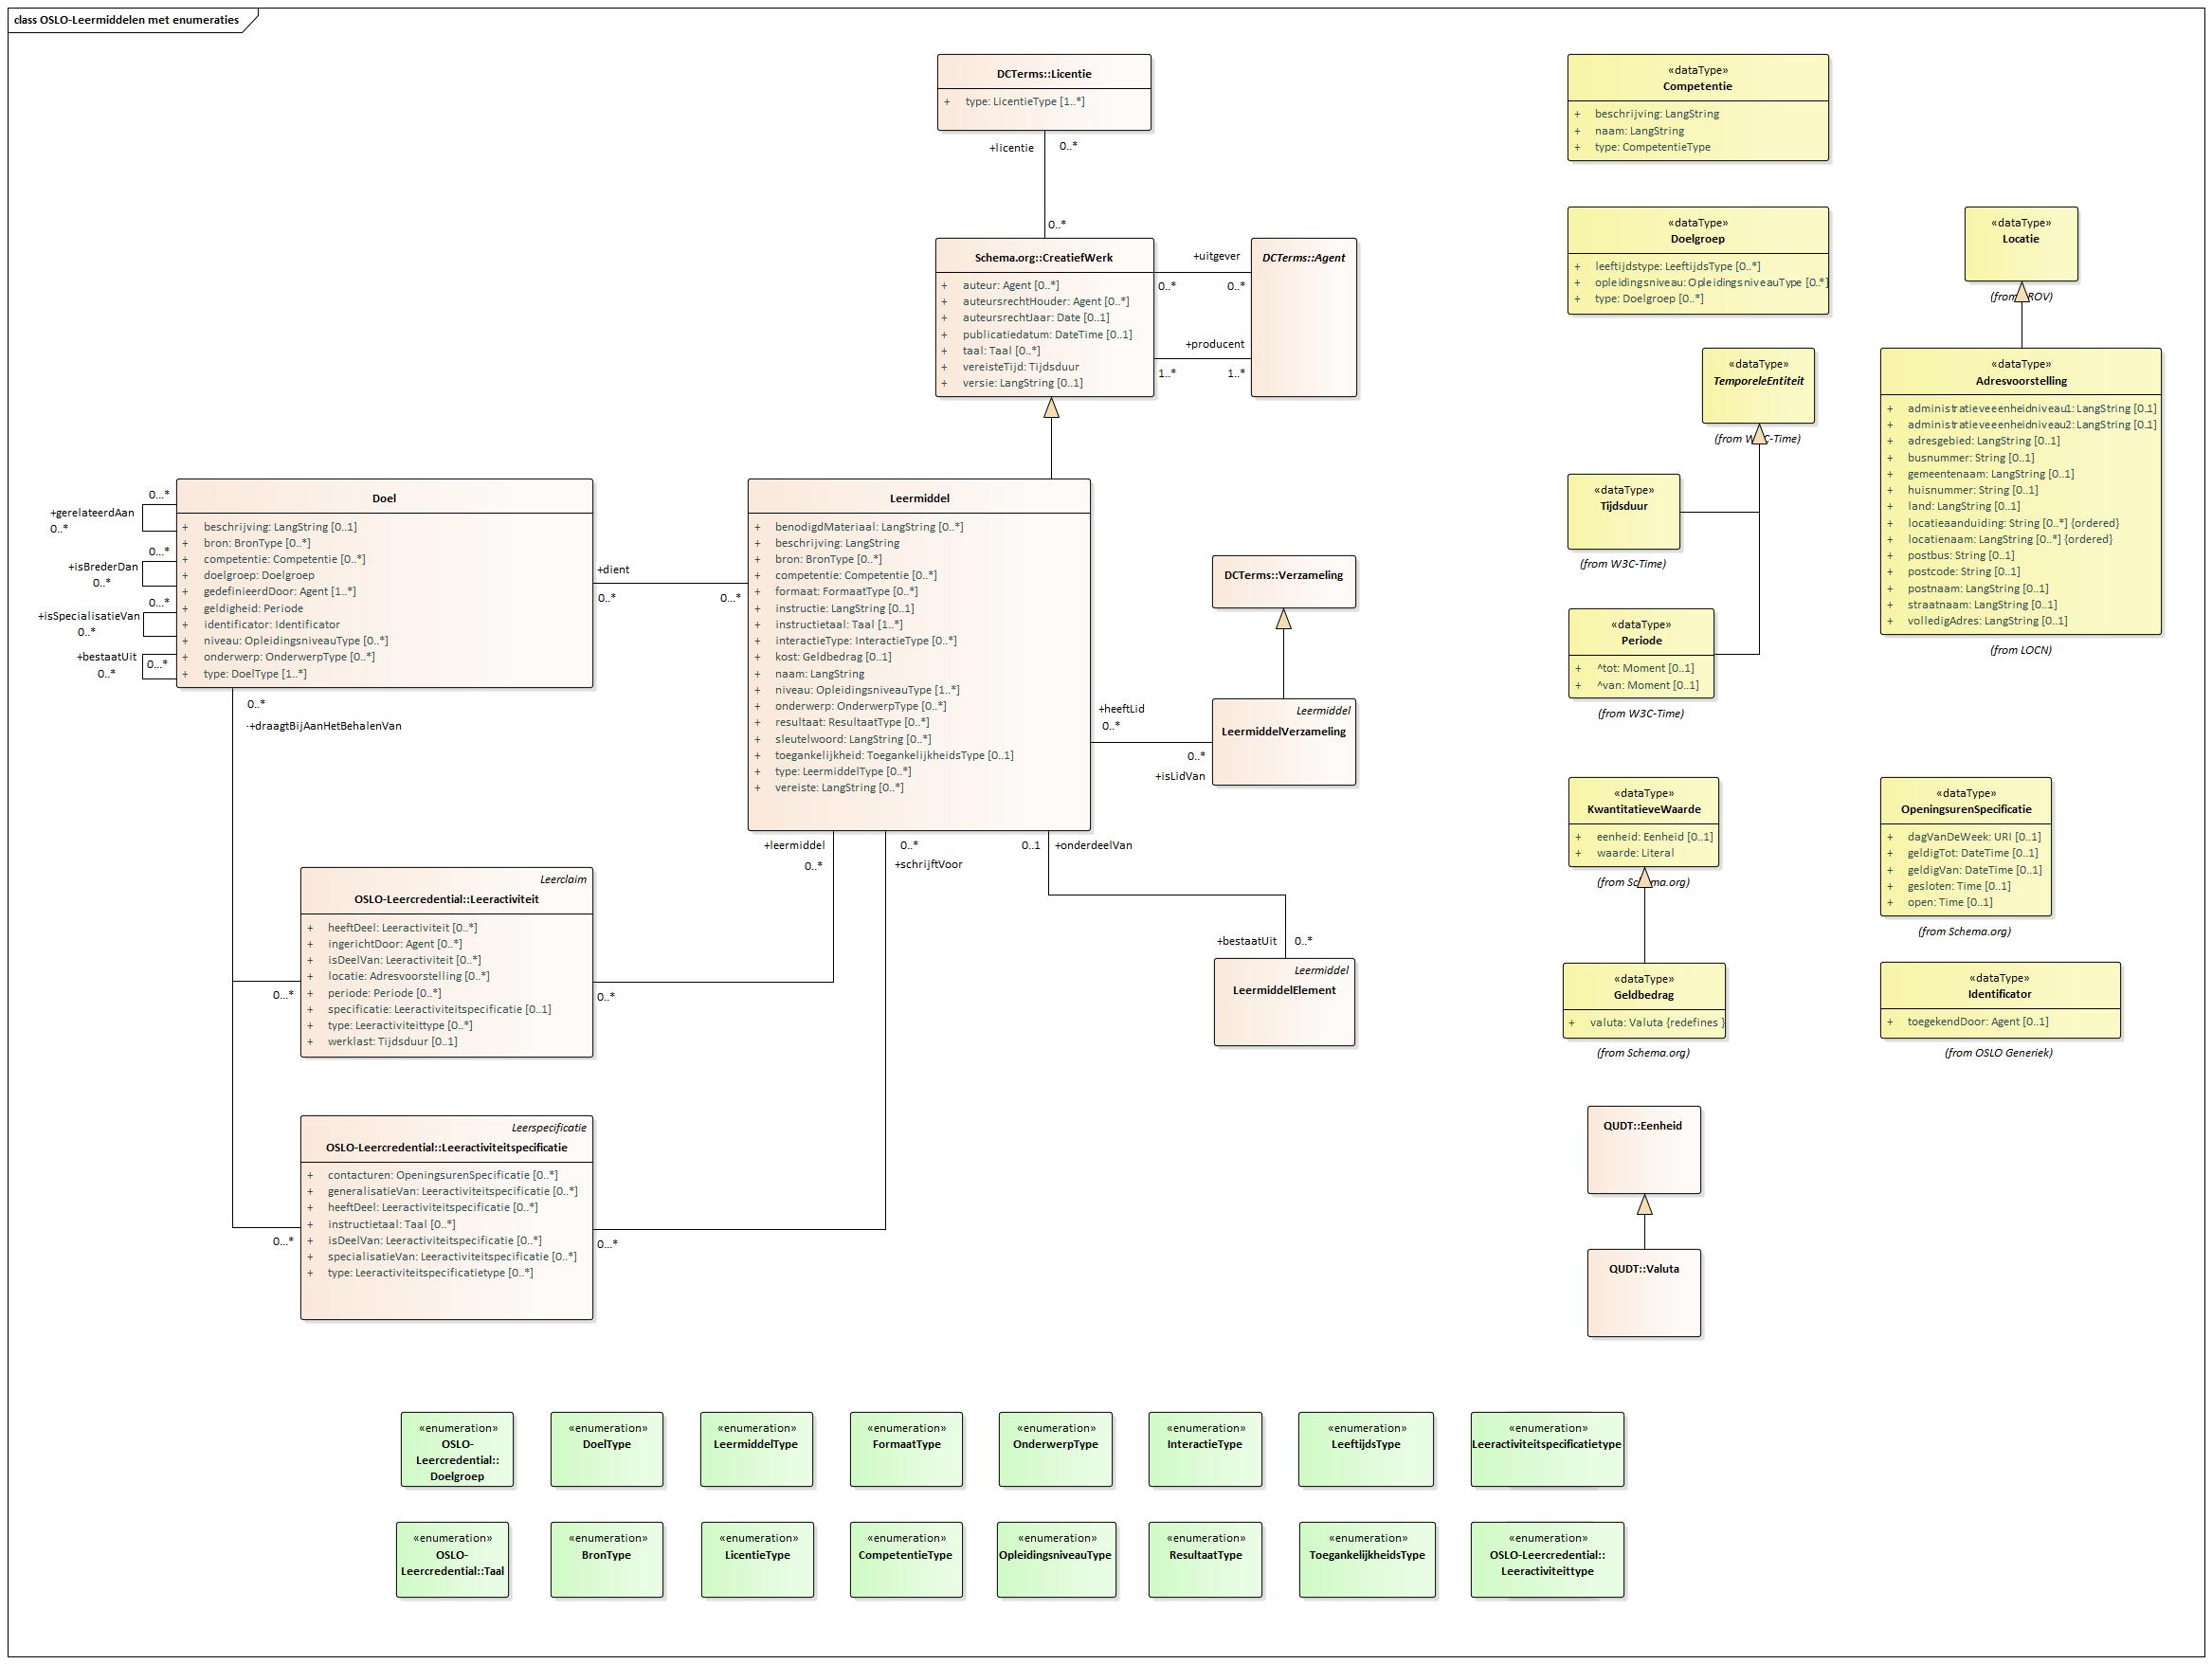 class OSLO-Leermiddelen met enumeraties
DCTerms::Licentie
+ type: LicentieType [1..*]
+licentie 0..*
0..*
Schema.org::CreatiefWerk
+ auteur: Agent [0..*]
+ auteursrechtHouder: Agent [0..*]
+ auteursrechtJaar: Date [0..1]
+ publicatiedatum: DateTime [0..1]
+ taal: Taal [0..*]
+ vereisteTijd: Tijdsduur
+ versie: LangString [0..1]
+uitgever
0..* 0..*
+producent
1..* 1..*
DCTerms::Agent
Doel
+ beschrijving: LangString [0..1]
+ bron: BronType [0..*]
+ competentie: Competentie [0..*]
+ doelgroep: Doelgroep
+ gedefinieerdDoor: Agent [1..*]
+ geldigheid: Periode
+ identificator: Identificator
+ niveau: OpleidingsniveauType [0..*]
+ onderwerp: OnderwerpType [0..*]
+ type: DoelType [1..*]
0...*
+gerelateerdAan
0..*
0...*
+isBrederDan
0..*
0...*
+isSpecialisatieVan
0..*
+bestaatUit
0...*
0..*
+dient
0..* 0...*
0..*
+draagtBijAanHetBehalenVan
Leermiddel
+ benodigdMateriaal: LangString [0..*]
+ beschrijving: LangString
+ bron: BronType [0..*]
+ competentie: Competentie [0..*]
+ formaat: FormaatType [0..*]
+ instructie: LangString [0..1]
+ instructietaal: Taal [1..*]
+ interactieType: InteractieType [0..*]
+ kost: Geldbedrag [0..1]
+ naam: LangString
+ niveau: OpleidingsniveauType [1..*]
+ onderwerp: OnderwerpType [0..*]
+ resultaat: ResultaatType [0..*]
+ sleutelwoord: LangString [0..*]
+ toegankelijkheid: ToegankelijkheidsType [0..1]
+ type: LeermiddelType [0..*]
+ vereiste: LangString [0..*]
DCTerms::Verzameling
+heeftLid
0..*
0..*
+isLidVan
Leermiddel
LeermiddelVerzameling
+leermiddel
0..*
0..*
+schrijftVoor
0..1 +onderdeelVan
+bestaatUit 0..*
Leermiddel
LeermiddelElement
Leerclaim
OSLO-Leercredential::Leeractiviteit
+ heeftDeel: Leeractiviteit [0..*]
+ ingerichtDoor: Agent [0..*]
+ isDeelVan: Leeractiviteit [0..*]
+ locatie: Adresvoorstelling [0..*]
+ periode: Periode [0..*]
+ specificatie: Leeractiviteitspecificatie [0..1]
+ type: Leeractiviteittype [0..*]
+ werklast: Tijdsduur [0..1]
0...* 0..*
Leerspecificatie
OSLO-Leercredential::Leeractiviteitspecificatie
+ contacturen: OpeningsurenSpecificatie [0..*]
+ generalisatieVan: Leeractiviteitspecificatie [0..*]
+ heeftDeel: Leeractiviteitspecificatie [0..*]
+ instructietaal: Taal [0..*]
+ isDeelVan: Leeractiviteitspecificatie [0..*]
+ specialisatieVan: Leeractiviteitspecificatie [0..*]
+ type: Leeractiviteitspecificatietype [0..*]
0...* 0...*
«dataType»
Competentie
+ beschrijving: LangString
+ naam: LangString
+ type: CompetentieType
«dataType»
Doelgroep
+ leeftijdstype: LeeftijdsType [0..*]
+ opleidingsniveau: OpleidingsniveauType [0..*]
+ type: Doelgroep [0..*]
«dataType»
Locatie
(from ROV)
«dataType»
TemporeleEntiteit
(from W C-Time)
«dataType»
Adresvoorstelling
+ administratieveeenheidniveau1: LangString [0..1]
+ administratieveeenheidniveau2: LangString [0..1]
+ adresgebied: LangString [0..1]
+ busnummer: String [0..1]
+ gemeentenaam: LangString [0..1]
+ huisnummer: String [0..1]
+ land: LangString [0..1]
+ locatieaanduiding: String [0..*] {ordered}
+ locatienaam: LangString [0..*] {ordered}
+ postbus: String [0..1]
+ postcode: String [0..1]
+ postnaam: LangString [0..1]
+ straatnaam: LangString [0..1]
+ volledigAdres: LangString [0..1]
(from LOCN)
«dataType»
Tijdsduur
(from W3C-Time)
«dataType»
Periode
+ ^tot: Moment [0..1]
+ ^van: Moment [0..1]
(from W3C-Time)
«dataType»
KwantitatieveWaarde
+ eenheid: Eenheid [0..1]
+ waarde: Literal
(from Schema.org)
«dataType»
OpeningsurenSpecificatie
+ dagVanDeWeek: URI [0..1]
+ geldigTot: DateTime [0..1]
+ geldigVan: DateTime [0..1]
+ gesloten: Time [0..1]
+ open: Time [0..1]
(from Schema.org)
«dataType»
Geldbedrag
+ valuta: Valuta {redefines }
(from Schema.org)
«dataType»
Identificator
+ toegekendDoor: Agent [0..1]
(from OSLO Generiek)
QUDT::Eenheid
QUDT::Valuta
«enumeration»
OSLO-
Leercredential::
Doelgroep
«enumeration»
DoelType
«enumeration»
LeermiddelType
«enumeration»
FormaatType
«enumeration»
OnderwerpType
«enumeration»
InteractieType
«enumeration»
LeeftijdsType
«enumeration»
Leeractiviteitspecificatietype
«enumeration»
OSLO-
Leercredential::Taal
«enumeration»
BronType
«enumeration»
LicentieType
«enumeration»
CompetentieType
«enumeration»
OpleidingsniveauType
«enumeration»
ResultaatType
«enumeration»
ToegankelijkheidsType
«enumeration»
OSLO-Leercredential::
Leeractiviteittype